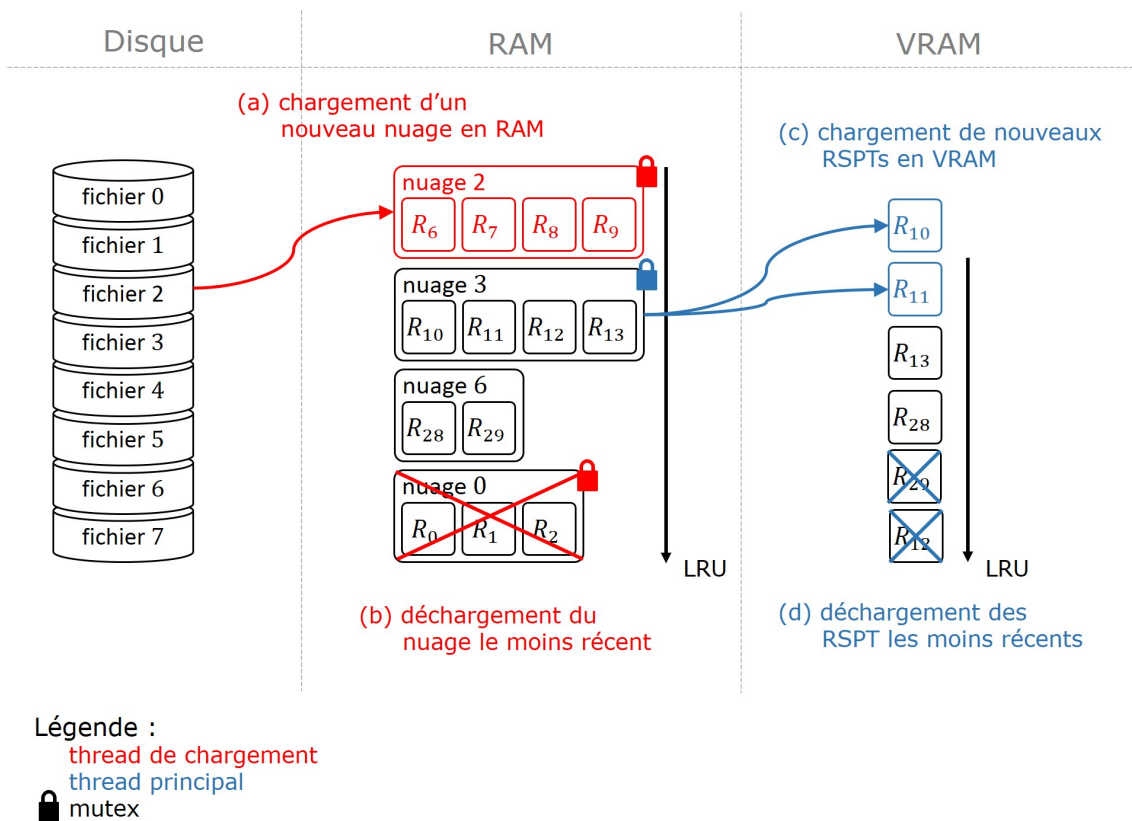 Disque
RAM
VRAM
(a) chargement d'un
nouveau nuage en RAM
(c) chargement de nouveaux
RSPTs en VRAM
fichier 0
fichier 1
fichier 2
fichier 3
fichier 4
fichier 5
fichier 6
fichier 7
nuage 2
R6 R7 R8 R9
nuage 3
R10 R11 R12 R13
nuage 6
R28 R29
nuage 0
R0 R1 R2
LRU
R10
R11
R13
R28
R29
R12
LRU
(b) déchargement du
nuage le moins récent
(d) déchargement des
RSPT les moins récents
Légende :
thread de chargement
thread principal
mutex